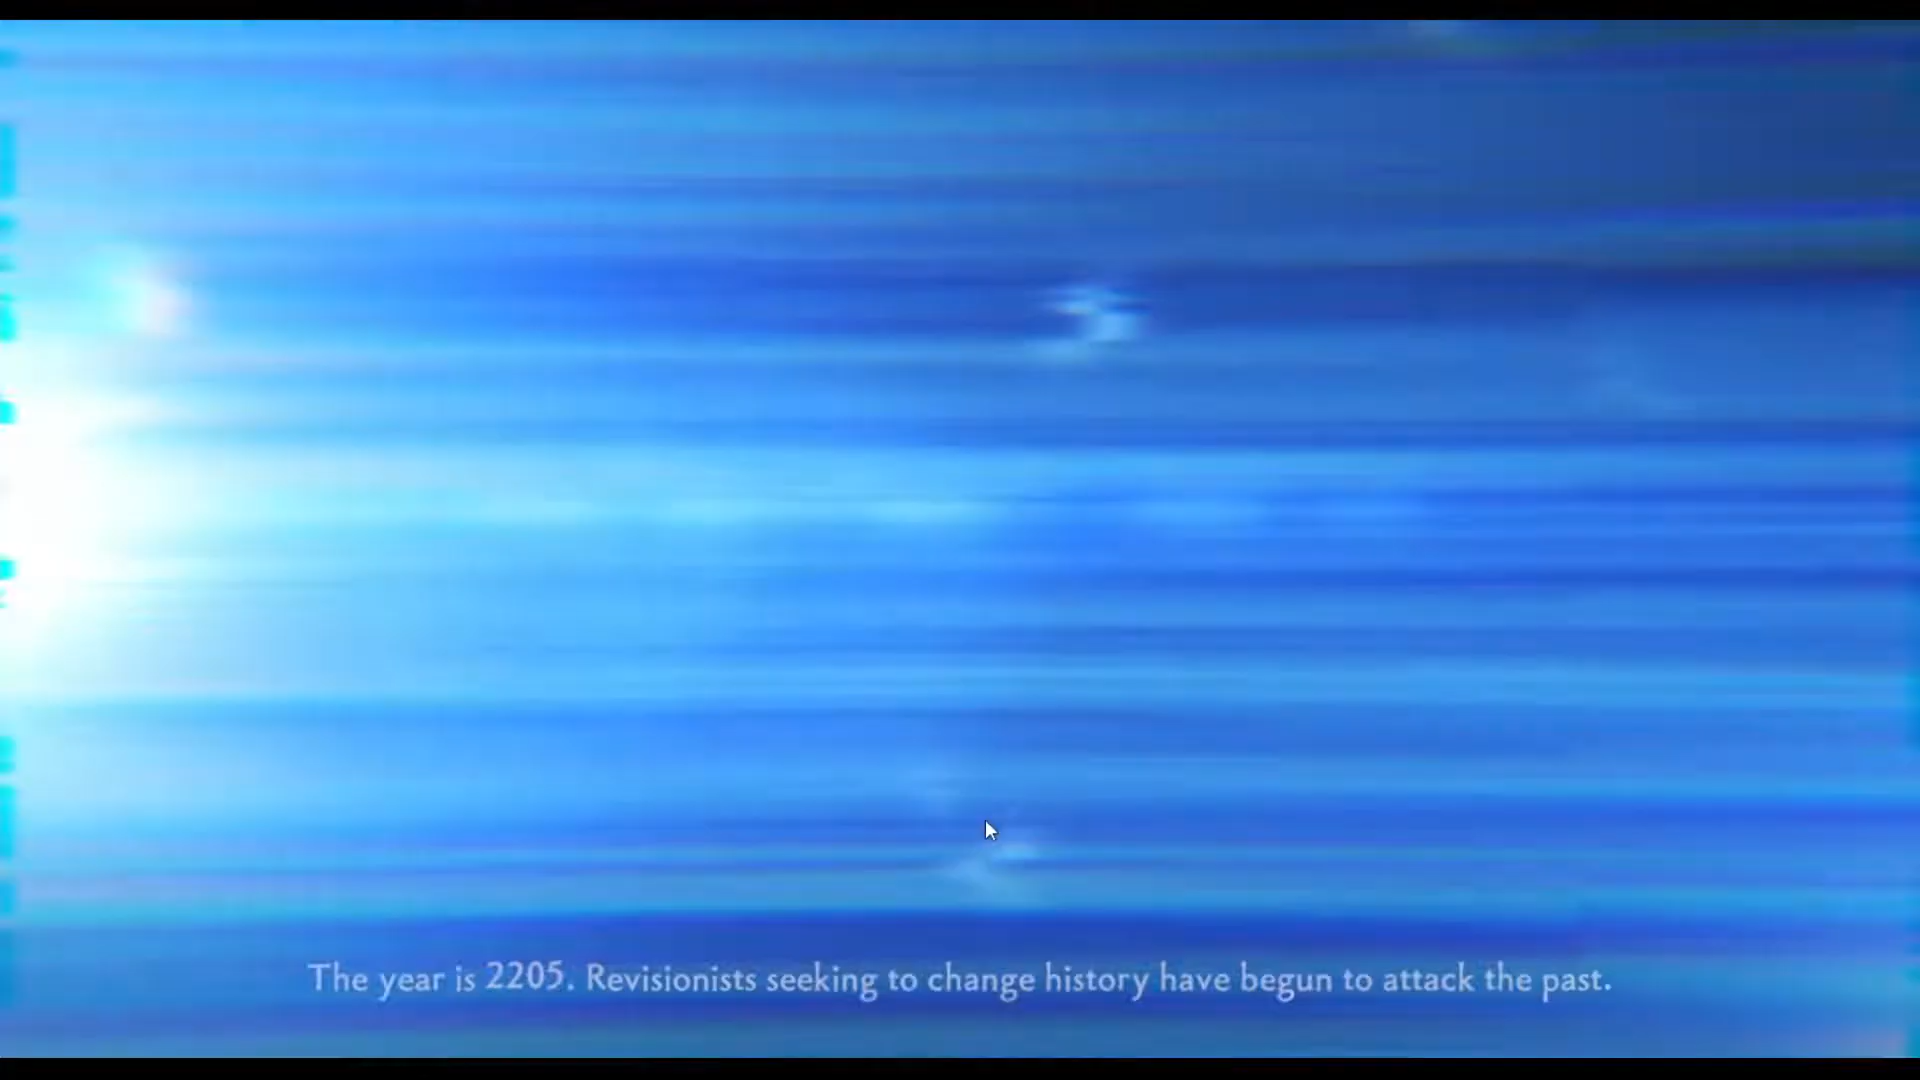 The year is 2205. Revisionists seeking to change history have begun to attack the past.